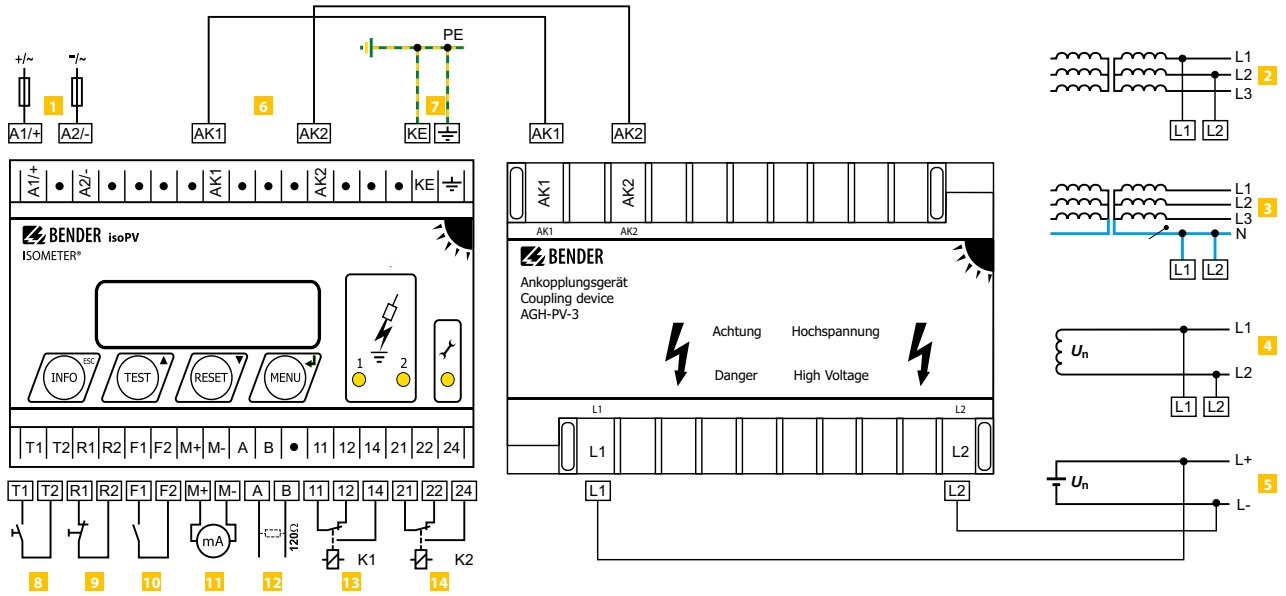 PE
+/~
-/~
1
6
7
A1/+
A2/-
AK1
AK2
KE
AK1
AK2
L1
L2
L3
2
L1
L2
A1/+
A2/-
AK1
AK2
KE
AK1
AK2
AK1
AK2
L1
L2
L3
N
3
L1
L2
BENDER isoPV
ISOMETER®
BENDER
Ankopplungsgerät
Coupling device
AGH-PV-3
Achtung Hochspannung
Danger High Voltage
INFO
ESC
TEST
RESET
MENU
1
2
Un
L1
L2
4
L1
L2
L1
L2
L1
L2
T1 T2 R1 R2 F1 F2 M+ M- A B 11 12 14 21 22 24
T1 T2 R1 R2 F1 F2 M+ M- A B 11 12 14 21 22 24
L1
L2
Un
L+
L-
5
mA
120Ω
K1
K2
8
9
10
11
12
13
14